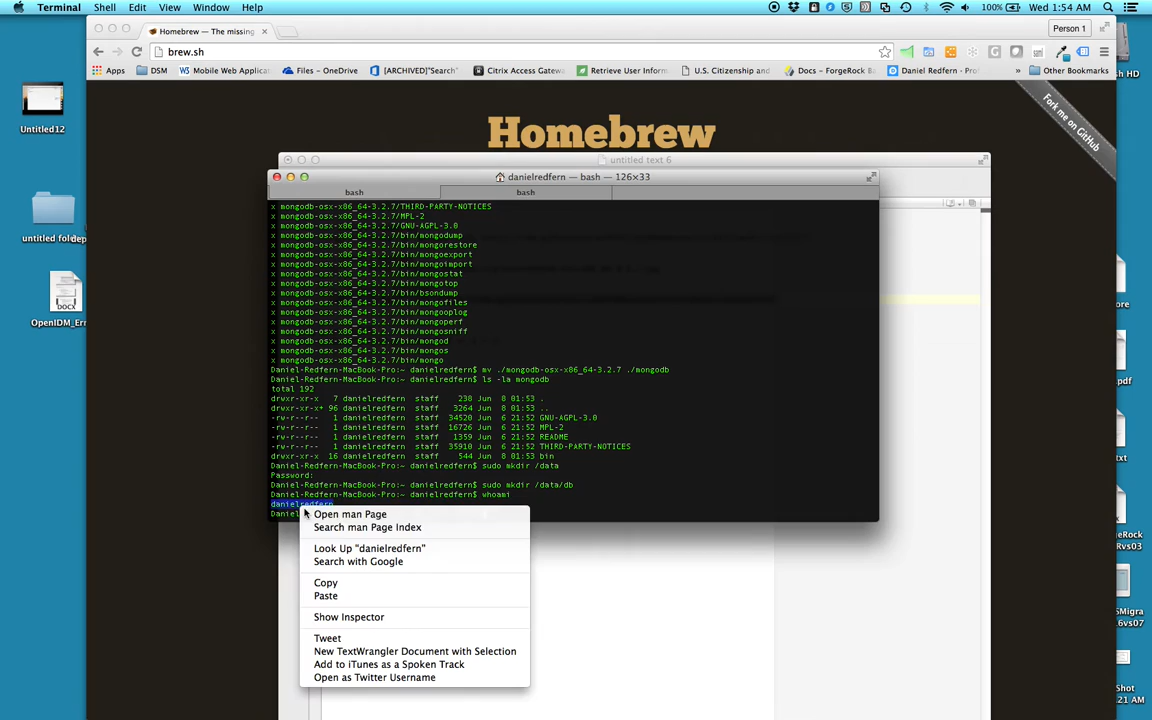 Terminal Shell Edit View Window Help 100% Wed 1:54 AM
Homebrew — The missing
Person 1
brew.sh
Apps DSM Mobile Web Applica Files - OneDrive [ARCHIVED]"Search" Citrix Access Gatew Retrieve User Inform U.S. Citizenship and Docs - ForgeRock Ba Daniel Redfern - Pro » Other Bookmarks
Fork me on GitHub
Homebrew
untitled text 6
danielredfern — bash — 126×33
bash bash
x mongodb-osx-x86_64-3.2.7/THIRD-PARTY-NOTICES
x mongodb-osx-x86_64-3.2.7/MPL-2
x mongodb-osx-x86_64-3.2.7/GNU-AGPL-3.0
x mongodb-osx-x86_64-3.2.7/bin/mongodump
x mongodb-osx-x86_64-3.2.7/bin/mongorestore
x mongodb-osx-x86_64-3.2.7/bin/mongoexport
x mongodb-osx-x86_64-3.2.7/bin/mongoimport
x mongodb-osx-x86_64-3.2.7/bin/mongostat
x mongodb-osx-x86_64-3.2.7/bin/mongotop
x mongodb-osx-x86_64-3.2.7/bin/bsondump
x mongodb-osx-x86_64-3.2.7/bin/mongofiles
x mongodb-osx-x86_64-3.2.7/bin/mongooplog
x mongodb-osx-x86_64-3.2.7/bin/mongoperf
x mongodb-osx-x86_64-3.2.7/bin/mongosniff
x mongodb-osx-x86_64-3.2.7/bin/mongod
x mongodb-osx-x86_64-3.2.7/bin/mongos
x mongodb-osx-x86_64-3.2.7/bin/mongo
Daniel-Redfern-MacBook-Pro:~ danielredfern$ mv ./mongodb-osx-x86_64-3.2.7 ./mongodb
Daniel-Redfern-MacBook-Pro:~ danielredfern$ ls -la mongodb
total 192
drwxr-xr-x 7 danielredfern staff 238 Jun 8 01:53 .
drwxr-xr-x+ 96 danielredfern staff 3264 Jun 8 01:53 ..
-rw-r--r-- 1 danielredfern staff 34520 Jun 6 21:52 GNU-AGPL-3.0
-rw-r--r-- 1 danielredfern staff 16726 Jun 6 21:52 MPL-2
-rw-r--r-- 1 danielredfern staff 1359 Jun 6 21:52 README
-rw-r--r-- 1 danielredfern staff 35910 Jun 6 21:52 THIRD-PARTY-NOTICES
drwxr-xr-x 16 danielredfern staff 544 Jun 8 01:53 bin
Daniel-Redfern-MacBook-Pro:~ danielredfern$ sudo mkdir /data
Password:
Daniel-Redfern-MacBook-Pro:~ danielredfern$ sudo mkdir /data/db
Daniel-Redfern-MacBook-Pro:~ danielredfern$ whoami
danielredfern
Daniel
Open man Page
Search man Page Index
Look Up "danielredfern"
Search with Google
Copy
Paste
Show Inspector
Tweet
New TextWrangler Document with Selection
Add to iTunes as a Spoken Track
Open as Twitter Username
Untitled12
untitled folder
OpenIDM_Err
sh HD
ore
.pdf
.txt
geRock
Rvs03
SMigra
16vs07
Shot
21 AM